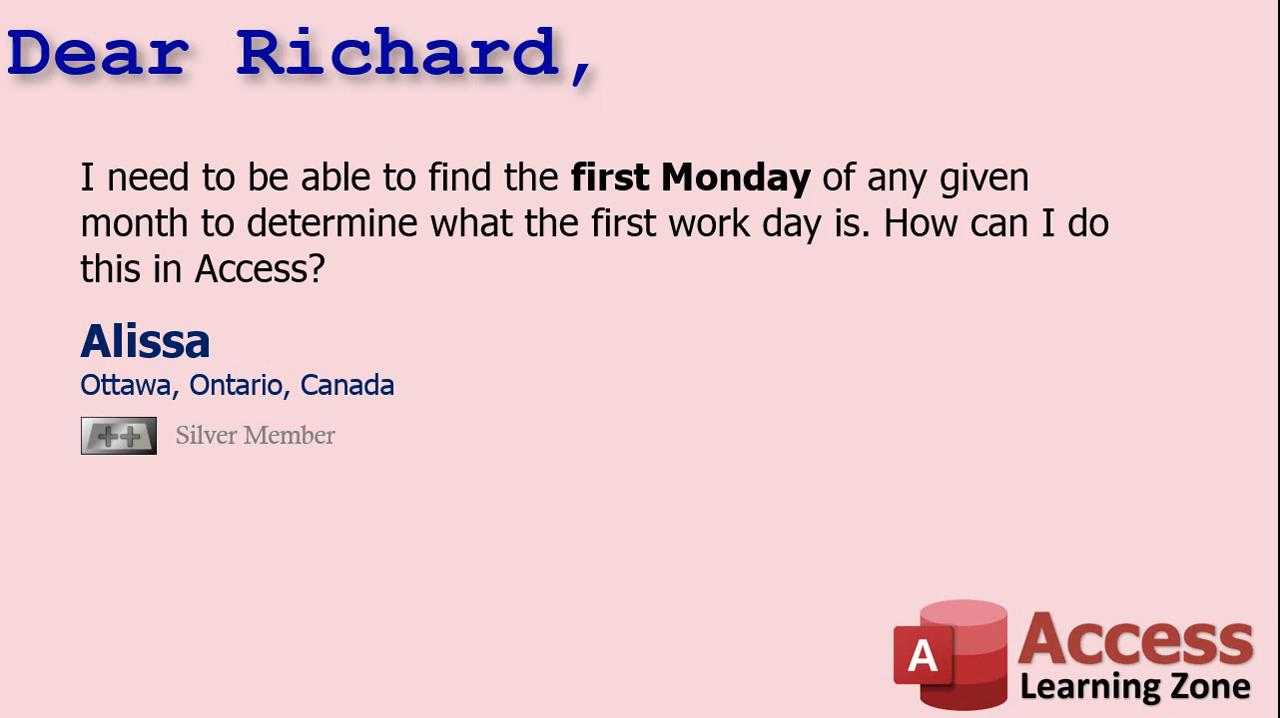 Dear Richard,
I need to be able to find the first Monday of any given
month to determine what the first work day is. How can I do
this in Access?
Alissa
Ottawa, Ontario, Canada
++ Silver Member
A Access
Learning Zone